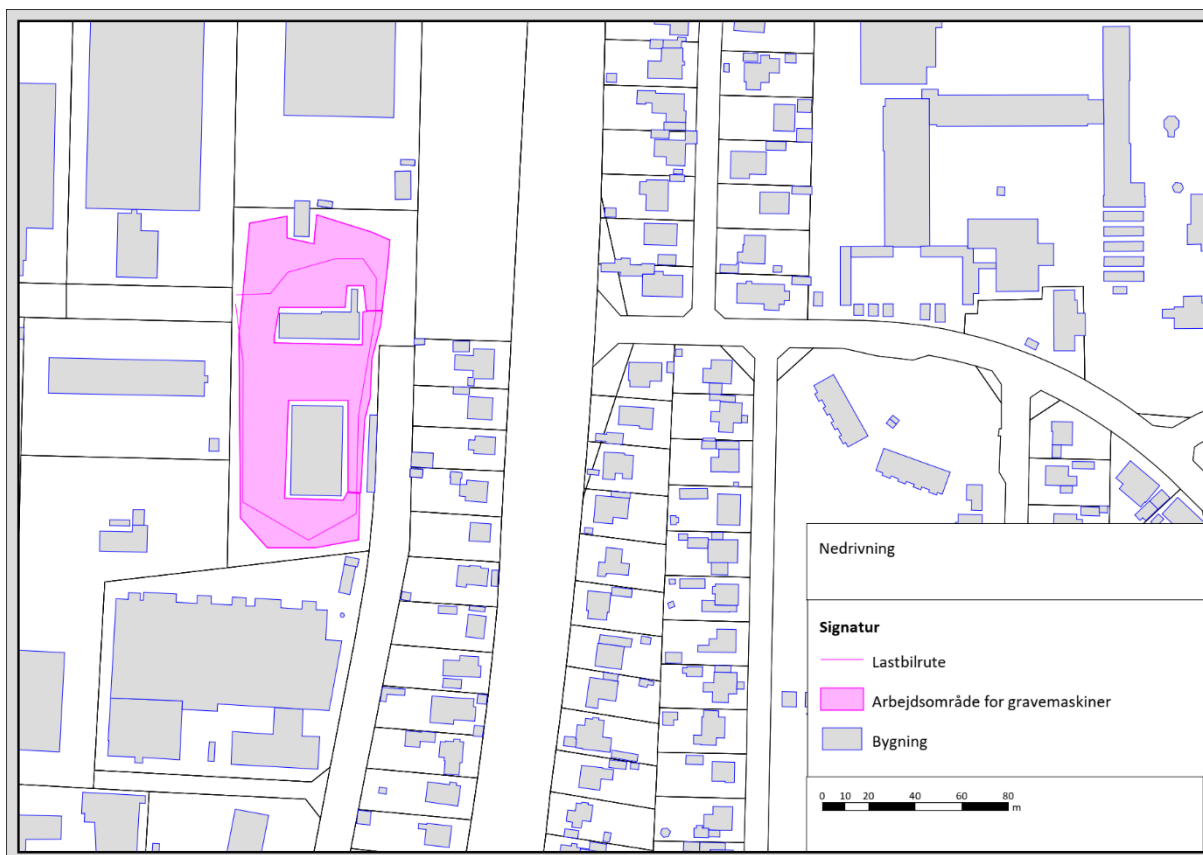 Nedrivning
Signatur
Lastbilrute
Arbejdsområde for gravemaskiner
Bygning
0 10 20 40 60 80
m